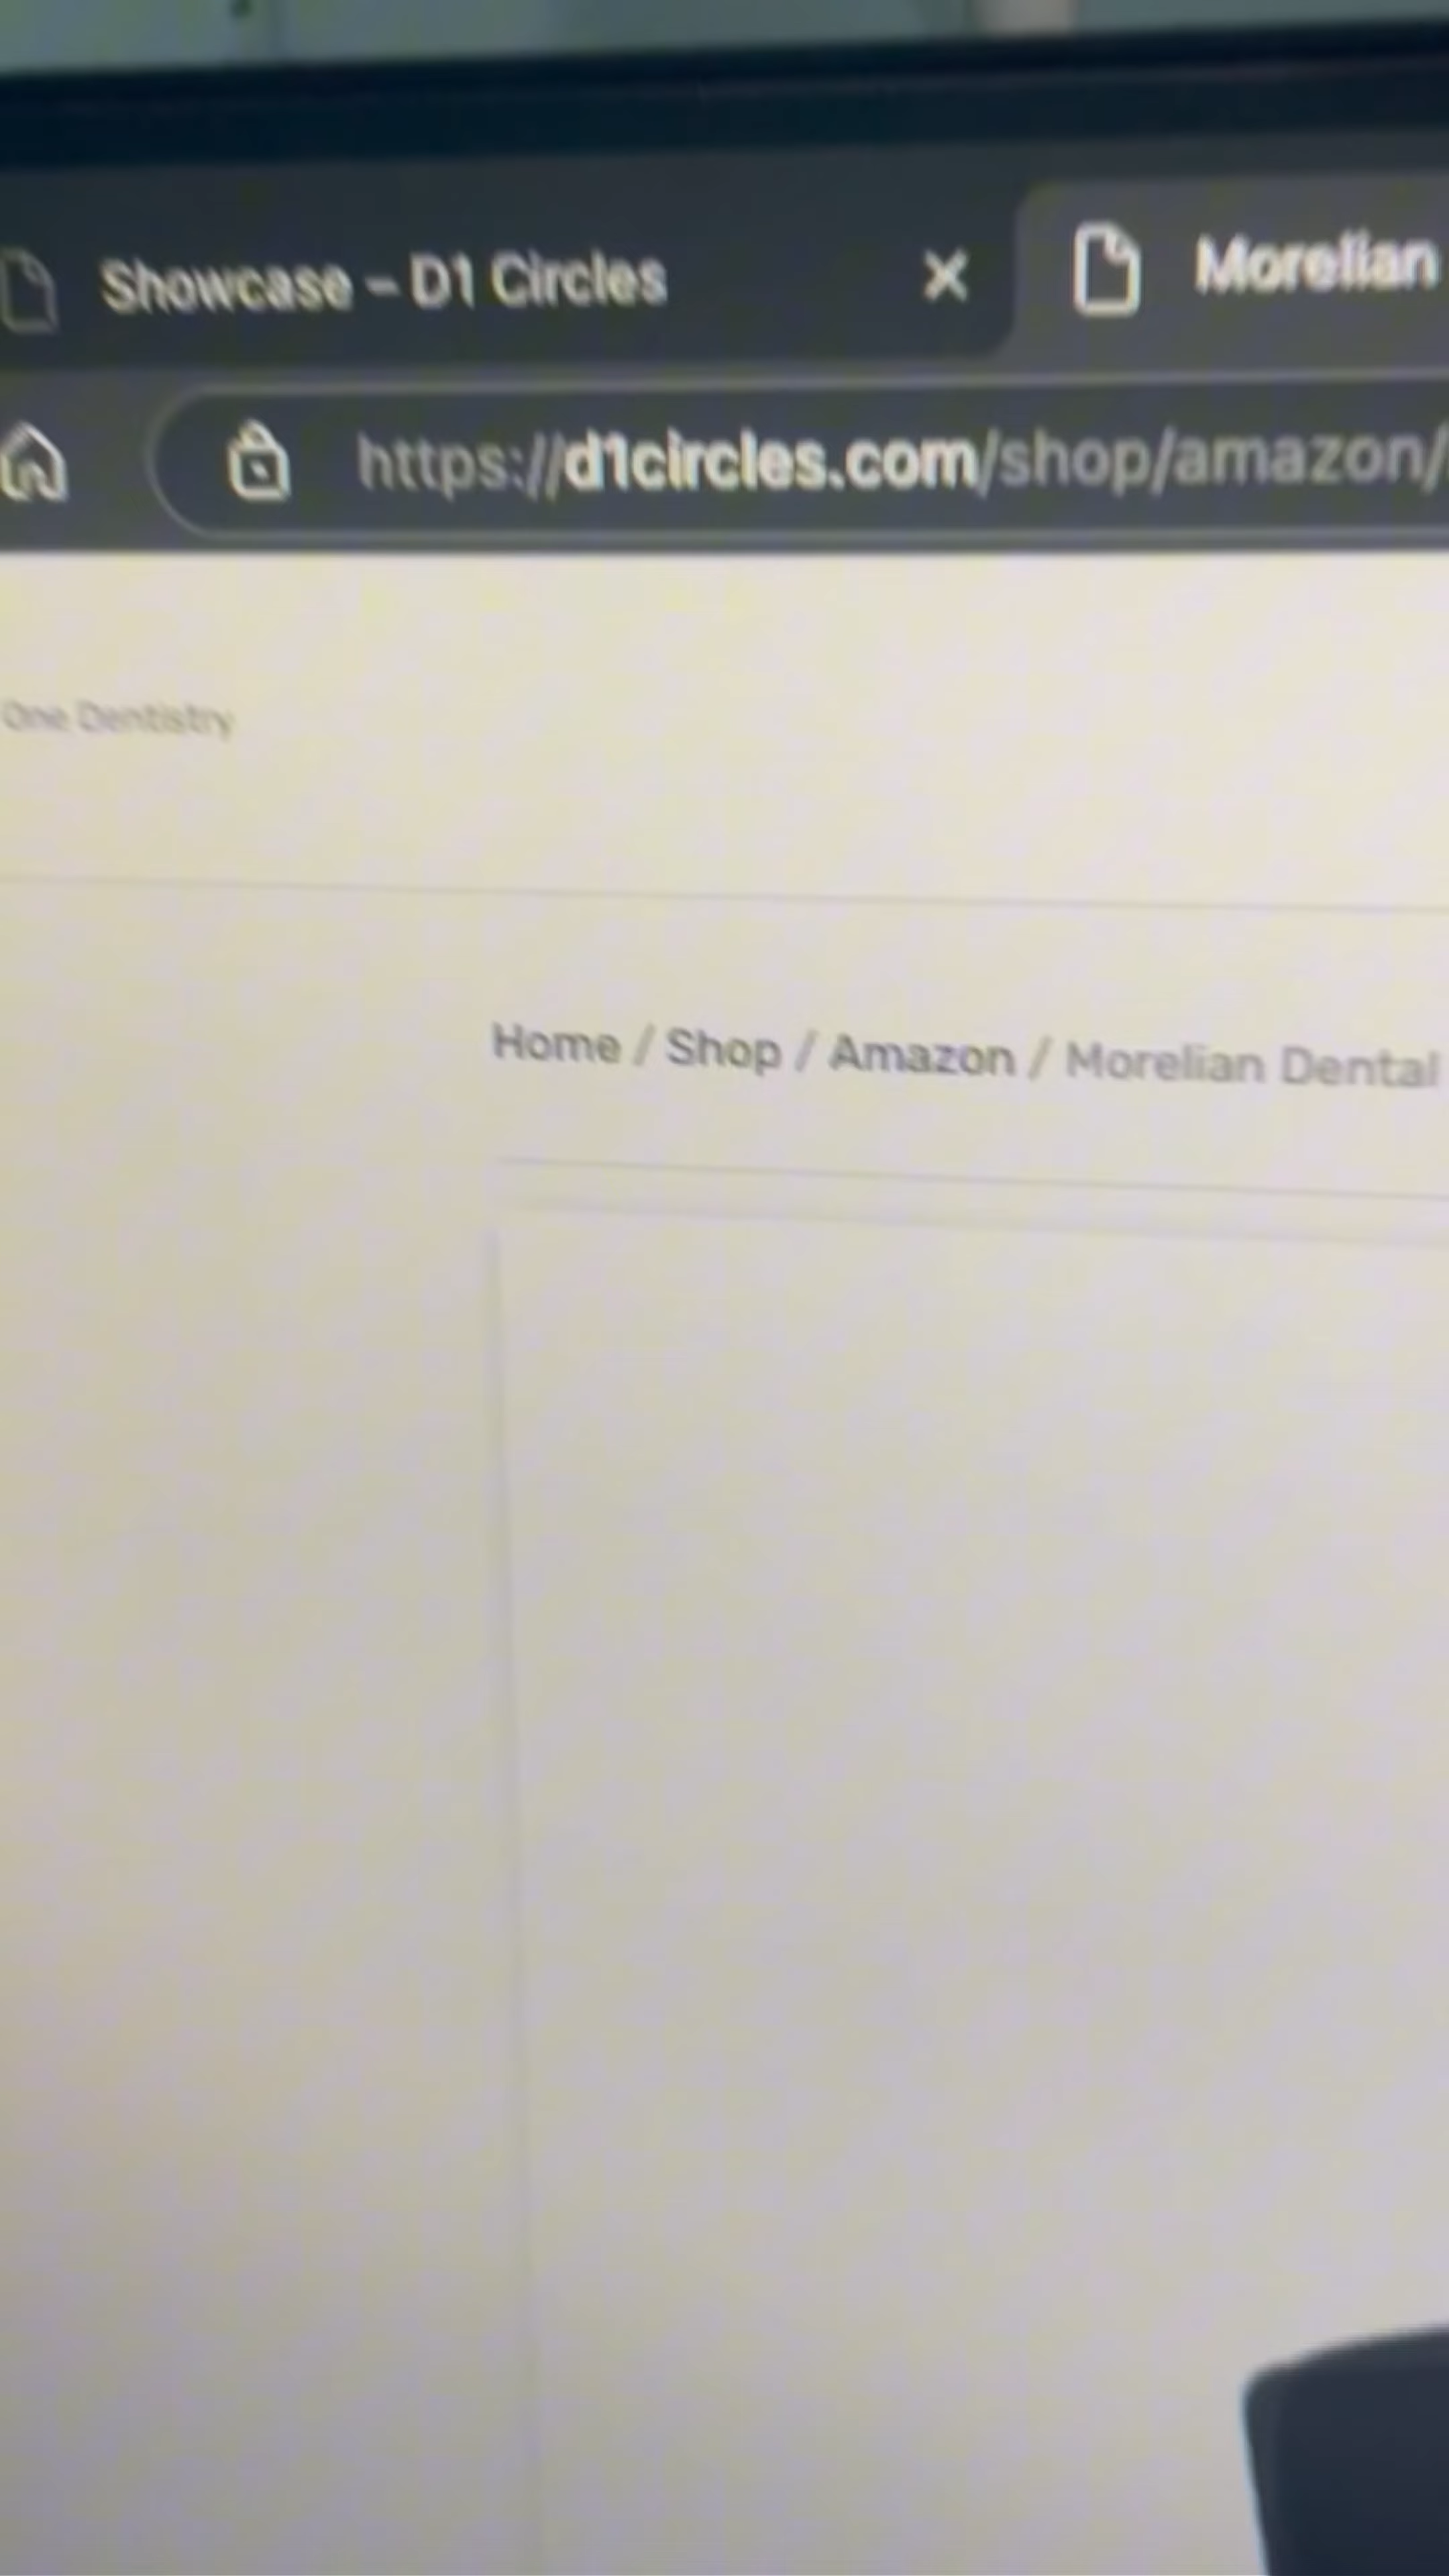 Showcase – D1 Circles
Morelian
https://d1circles.com/shop/amazon/
One Dentistry
Home / Shop / Amazon / Morelian Dental